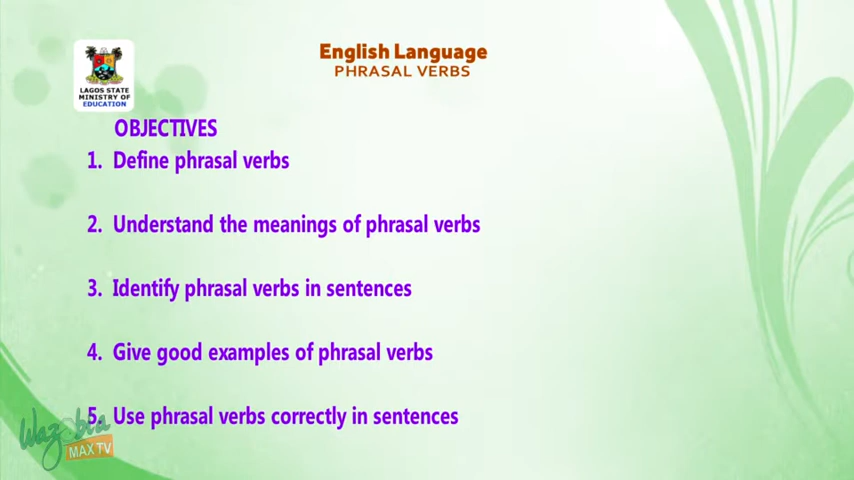 English Language
PHRASAL VERBS
LAGOS STATE
MINISTRY OF
EDUCATION
OBJECTIVES
1. Define phrasal verbs
2. Understand the meanings of phrasal verbs
3. Identify phrasal verbs in sentences
4. Give good examples of phrasal verbs
5. Use phrasal verbs correctly in sentences
Wazobia
MAX TV